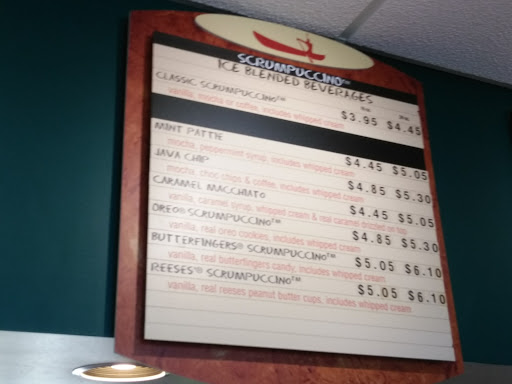 SCRUMPUCCINO™
ICE BLENDED BEVERAGES
CLASSIC SCRUMPUCCINO™ $3.95 $4.45
vanilla, mocha or coffee, includes whipped cream
MINT PATTIE $4.45 $5.05
mocha, peppermint syrup, includes whipped cream
JAVA CHIP $4.85 $5.30
mocha, choc chips & coffee, includes whipped cream
CARAMEL MACCHIATO $4.45 $5.05
vanilla, caramel syrup, whipped cream & real caramel drizzled on top
OREO® SCRUMPUCCINO™ $4.85 $5.30
vanilla, real oreo cookies, includes whipped cream
BUTTERFINGERS® SCRUMPUCCINO™ $5.05 $6.10
vanilla, real butterfingers candy, includes whipped cream
REESES® SCRUMPUCCINO™ $5.05 $6.10
vanilla, real reeses peanut butter cups, includes whipped cream